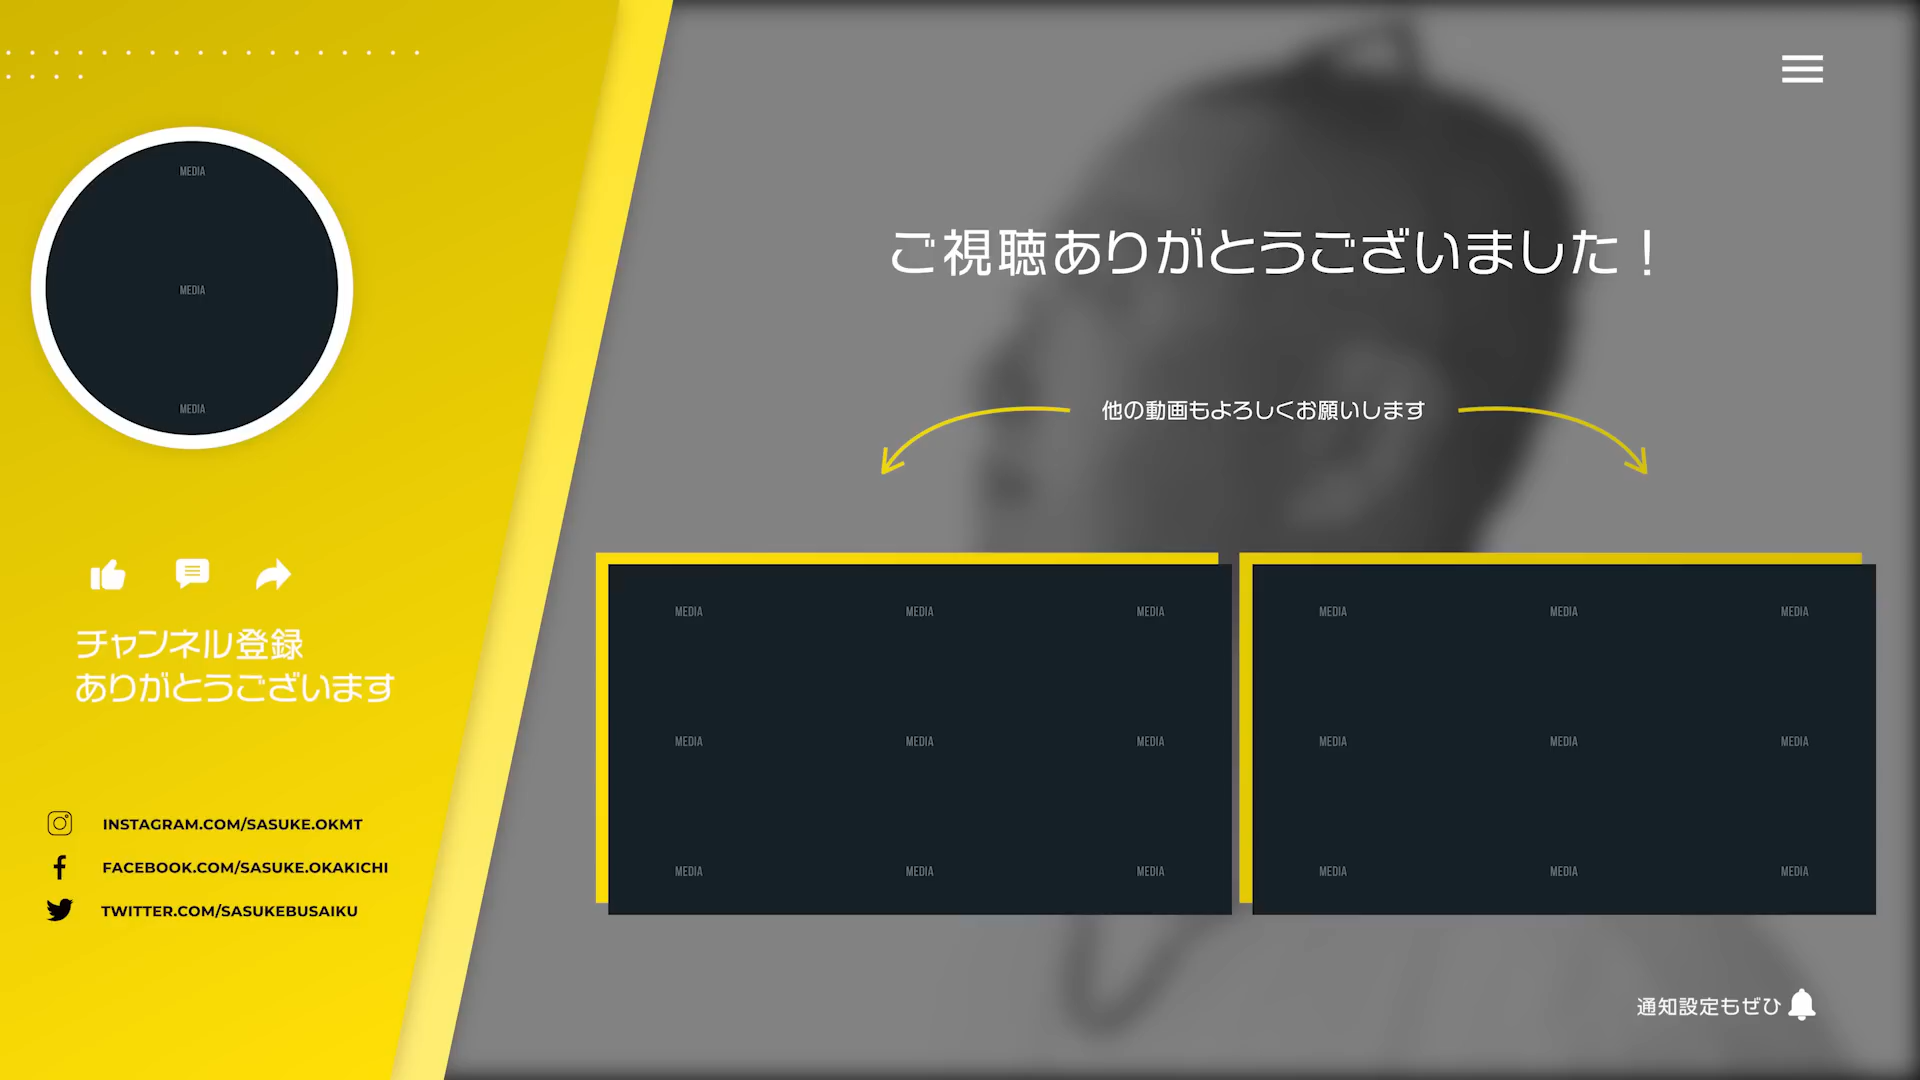 MEDIA
MEDIA
MEDIA
チャンネル登録
ありがとうございます
INSTAGRAM.COM/SASUKE.OKMT
FACEBOOK.COM/SASUKE.OKAKICHI
TWITTER.COM/SASUKEBUSAIKU
ご視聴ありがとうございました！
他の動画もよろしくお願いします
MEDIA MEDIA MEDIA
MEDIA MEDIA MEDIA
MEDIA MEDIA MEDIA
MEDIA MEDIA MEDIA
MEDIA MEDIA MEDIA
MEDIA MEDIA MEDIA
通知設定もぜひ